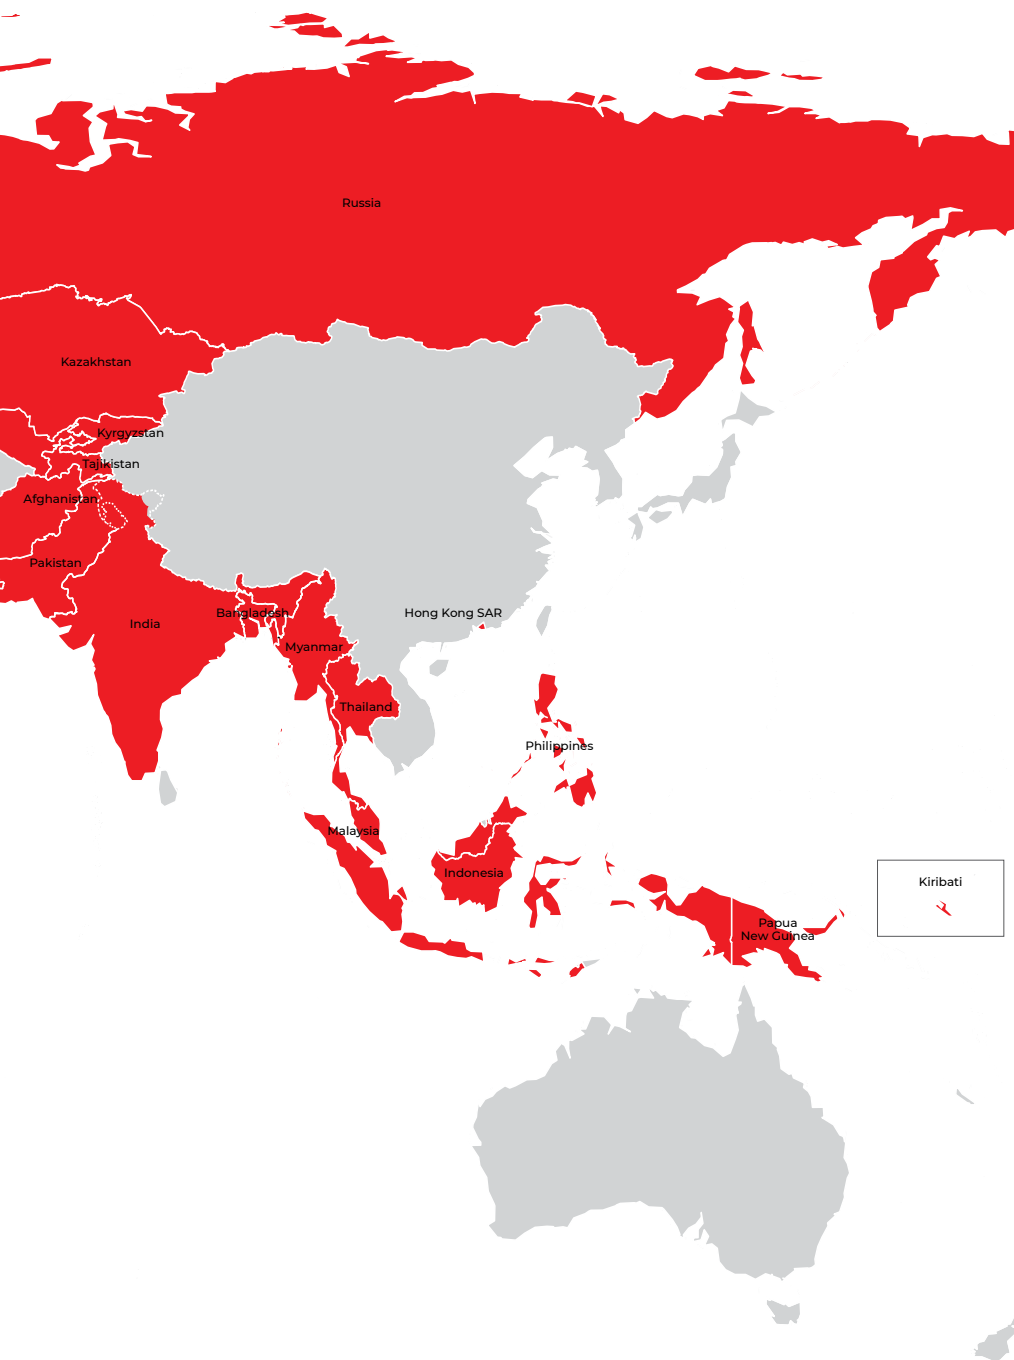 Russia
Kazakhstan
Kyrgyzstan
Tajikistan
Afghanistan
Pakistan
Bangladesh
Hong Kong SAR
India
Myanmar
Thailand
Philippines
Malaysia
Indonesia
Kiribati
Papua
New Guinea